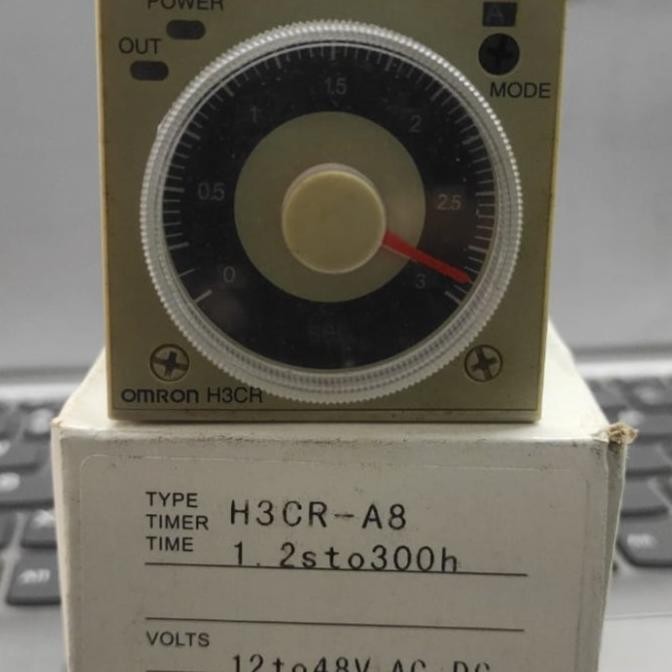 POWER
OUT
A
MODE
1.5
1
2
0.5
2.5
0
3
SEC
OMRON H3CR
TYPE H3CR-A8
TIMER
TIME 1.2sto300h
VOLTS 12to48V AC/DC